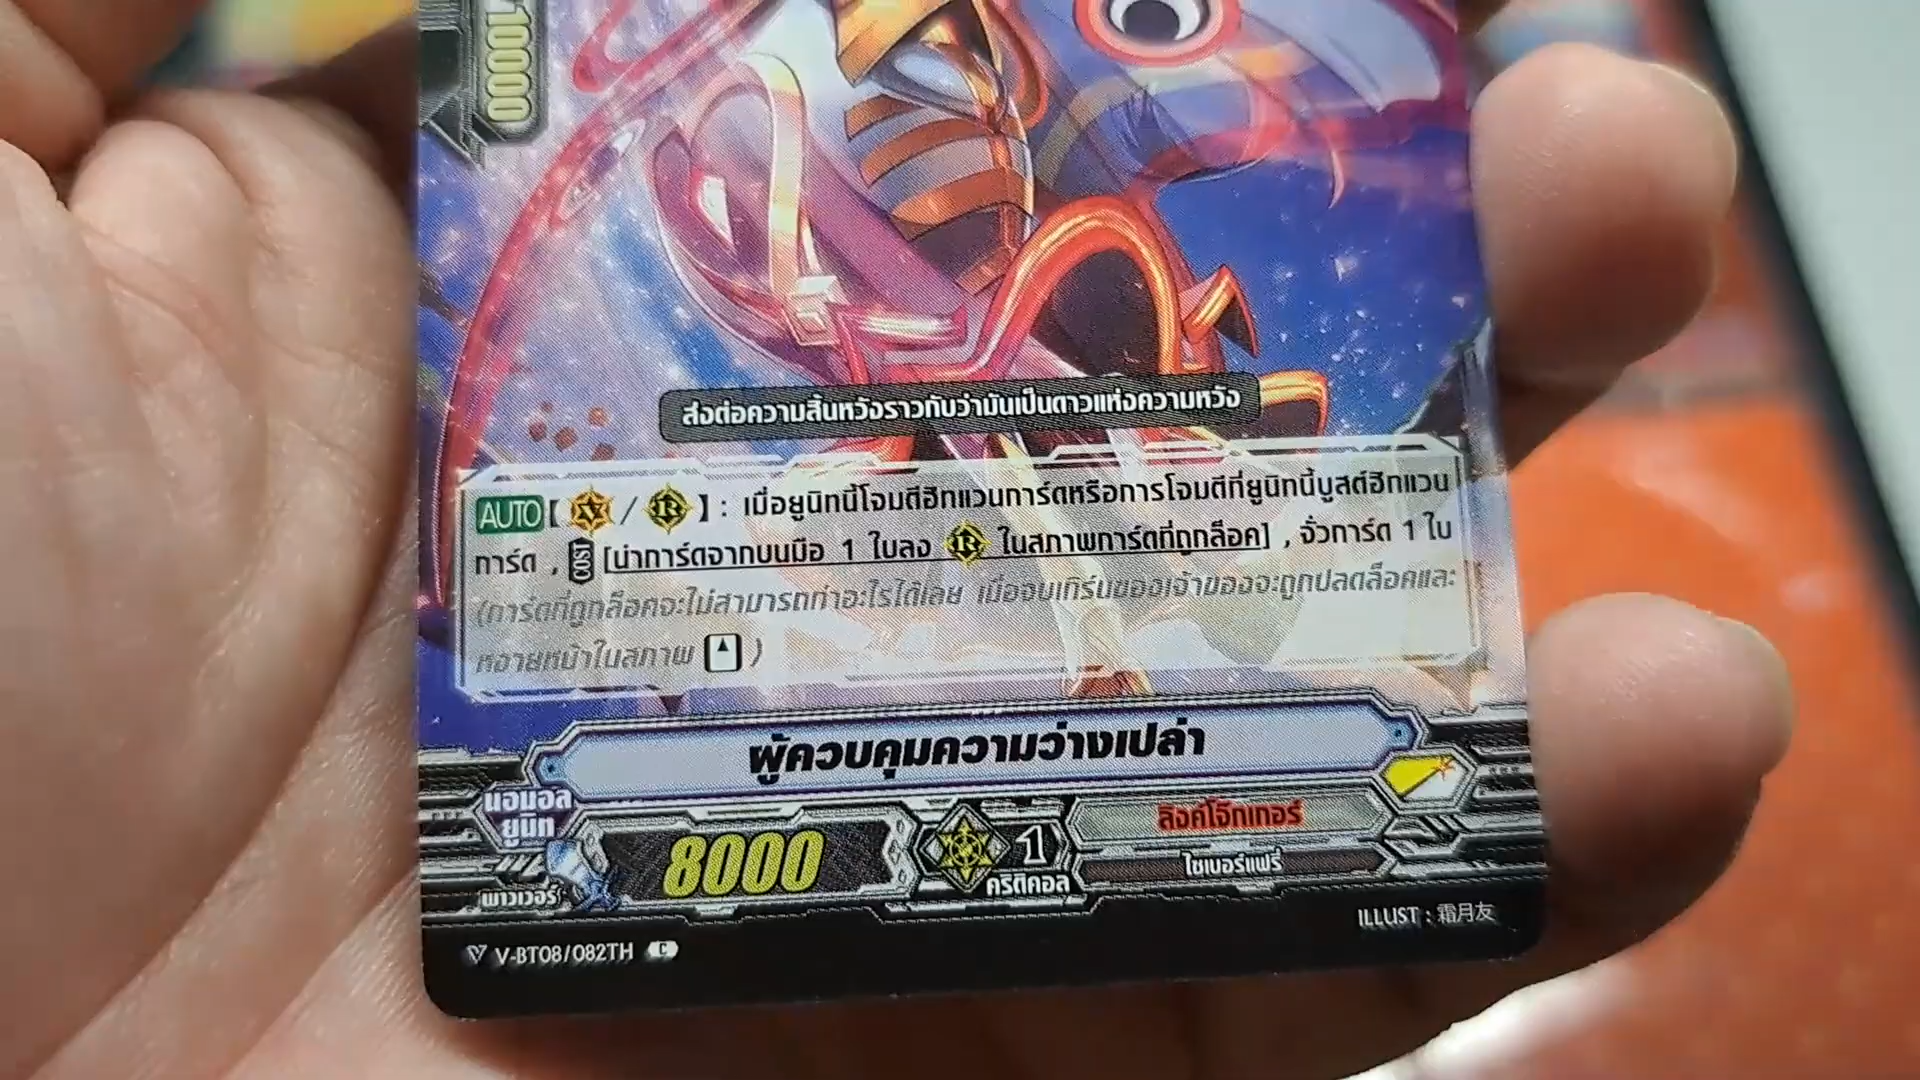 10000
ส่งต่อความสิ้นหวังราวกับว่ามันเป็นดาวแห่งความหวัง
AUTO【 V / R 】 : เมื่อยูนิทนี้โจมตีฮิทแวนการ์ดหรือการโจมตีที่ยูนิทนี้บูสต์ฮิทแวน
การ์ด , COST [นำการ์ดจากบนมือ 1 ใบลง R ในสภาพการ์ดที่ถูกล็อค] , จั่วการ์ด 1 ใบ
(การ์ดที่ถูกล็อคจะไม่สามารถทำอะไรได้เลย เมื่อจบเทิร์นของเจ้าของจะถูกปลดล็อคและ
หงายหน้าในสภาพ )
ผู้ควบคุมความว่างเปล่า
นอมอล
ยูนิท
พาวเวอร์
8000
1
คริติคอล
ลิงค์โจ๊กเกอร์
ไซเบอร์แฟรี่
ILLUST : 霜月友
V-BT08/082TH C